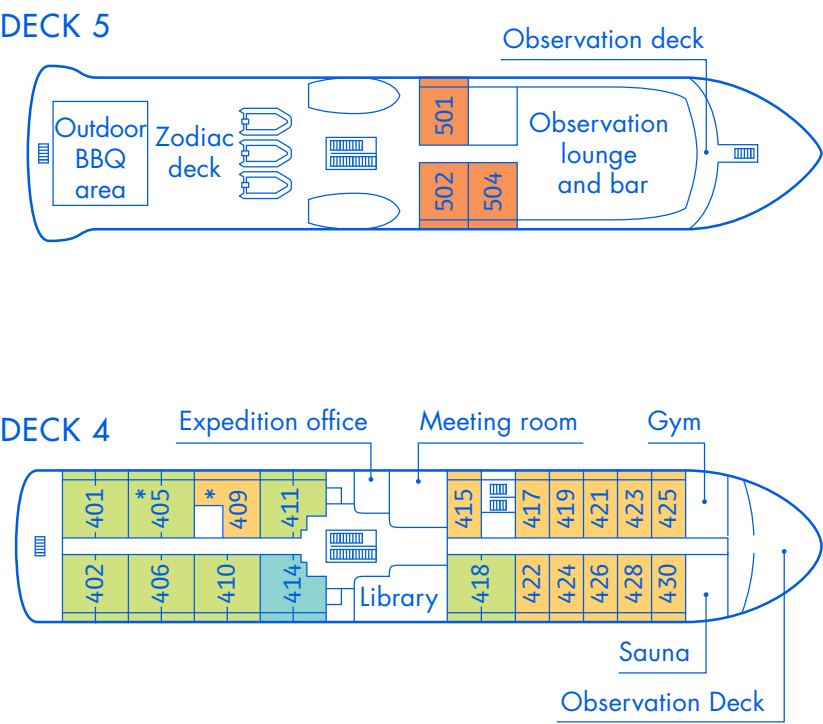 DECK 5
Observation deck
Outdoor
BBQ
area
Zodiac
deck
501
502
504
Observation
lounge
and bar
DECK 4
Expedition office
Meeting room
Gym
401
* 405
* 409
411
415
417
419
421
423
425
402
406
410
414
Library
418
422
424
426
428
430
Sauna
Observation Deck